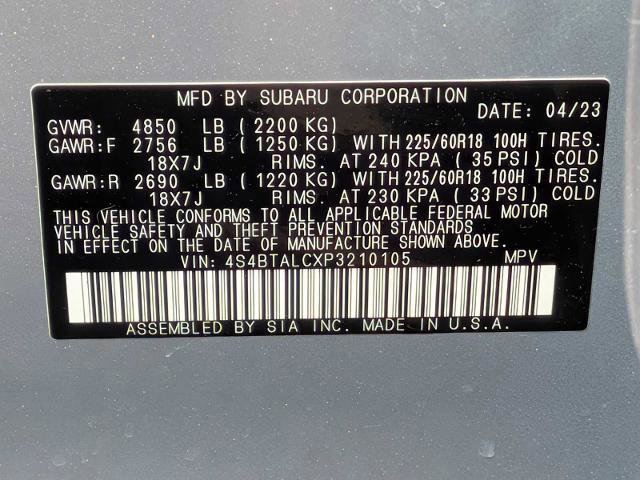 MFD BY SUBARU CORPORATION
DATE: 04/23
GVWR: 4850 LB ( 2200 KG)
GAWR:F 2756 LB ( 1250 KG) WITH 225/60R18 100H TIRES.
18X7J RIMS. AT 240 KPA ( 35 PSI) COLD
GAWR:R 2690 LB ( 1220 KG) WITH 225/60R18 100H TIRES.
18X7J RIMS. AT 230 KPA ( 33 PSI) COLD
THIS VEHICLE CONFORMS TO ALL APPLICABLE FEDERAL MOTOR
VEHICLE SAFETY AND THEFT PREVENTION STANDARDS
IN EFFECT ON THE DATE OF MANUFACTURE SHOWN ABOVE.
VIN: 4S4BTALCXP3210105 MPV
ASSEMBLED BY SIA INC. MADE IN U.S.A.